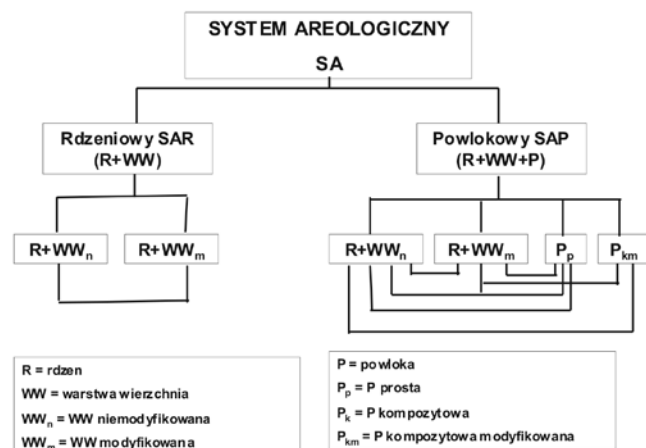 SYSTEM AREOLOGICZNY
SA
Rdzeniowy SAR
(R+WW)
Powlokowy SAP
(R+WW+P)
R+WWn
R+WWm
R+WWn
R+WWm
Pp
Pkm
R = rdzen
WW = warstwa wierzchnia
WWn = WW niemodyfikowana
WWm = WW modyfikowana
P = powloka
Pp = P prosta
Pk = P kompozytowa
Pkm = P kompozytowa modyfikowana